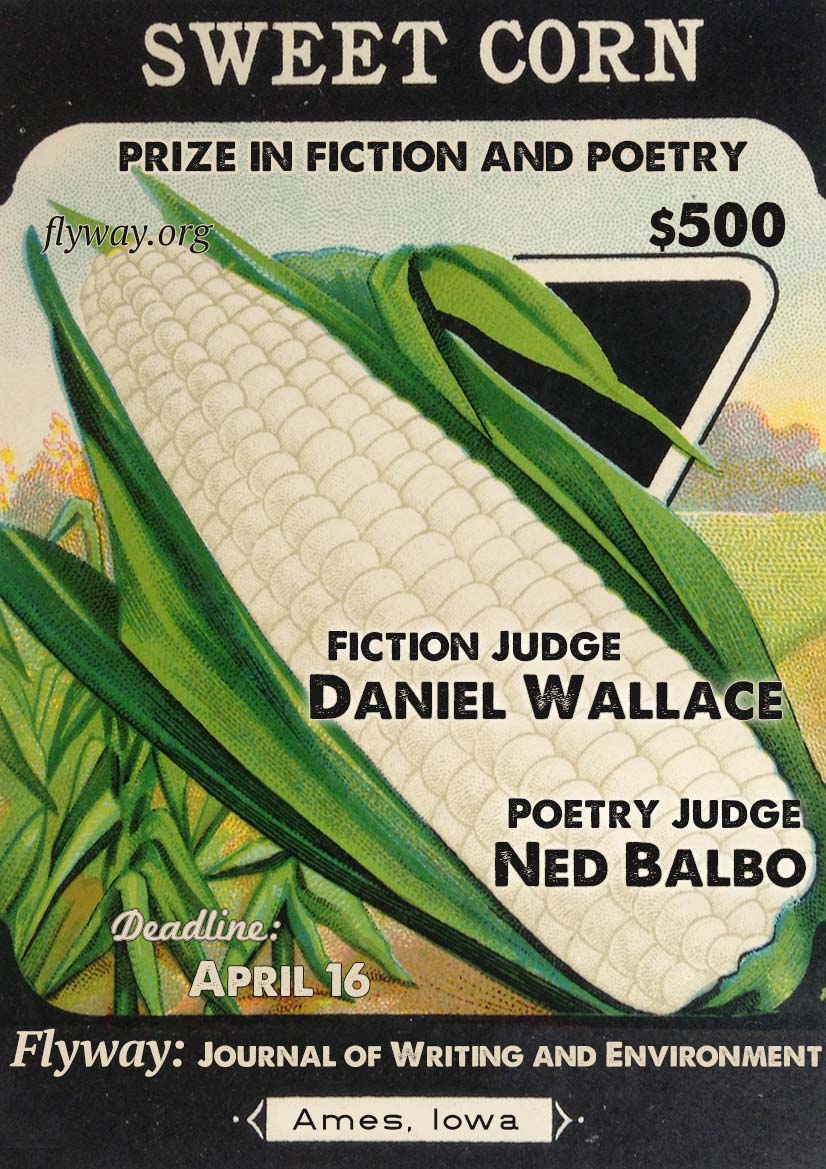 SWEET CORN
PRIZE IN FICTION AND POETRY
flyway.org
$500
FICTION JUDGE
DANIEL WALLACE
POETRY JUDGE
NED BALBO
Deadline:
APRIL 16
Flyway: JOURNAL OF WRITING AND ENVIRONMENT
Ames, Iowa